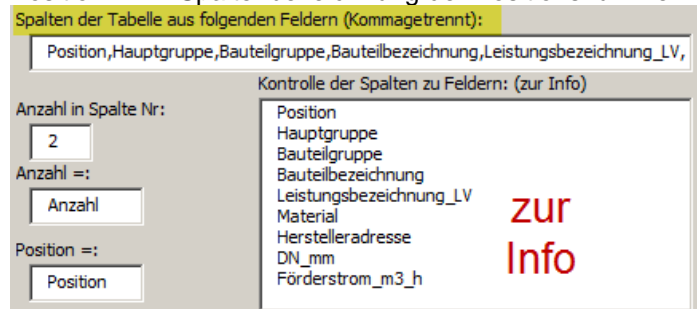 Spalten der Tabelle aus folgenden Feldern (Kommagetrennt):
Position,Hauptgruppe,Bauteilgruppe,Bauteilbezeichnung,Leistungsbezeichnung_LV,
Kontrolle der Spalten zu Feldern: (zur Info)
Anzahl in Spalte Nr:
2
Anzahl =:
Anzahl
Position =:
Position
Position
Hauptgruppe
Bauteilgruppe
Bauteilbezeichnung
Leistungsbezeichnung_LV
Material
Herstelleradresse
DN_mm
Förderstrom_m3_h
zur
Info